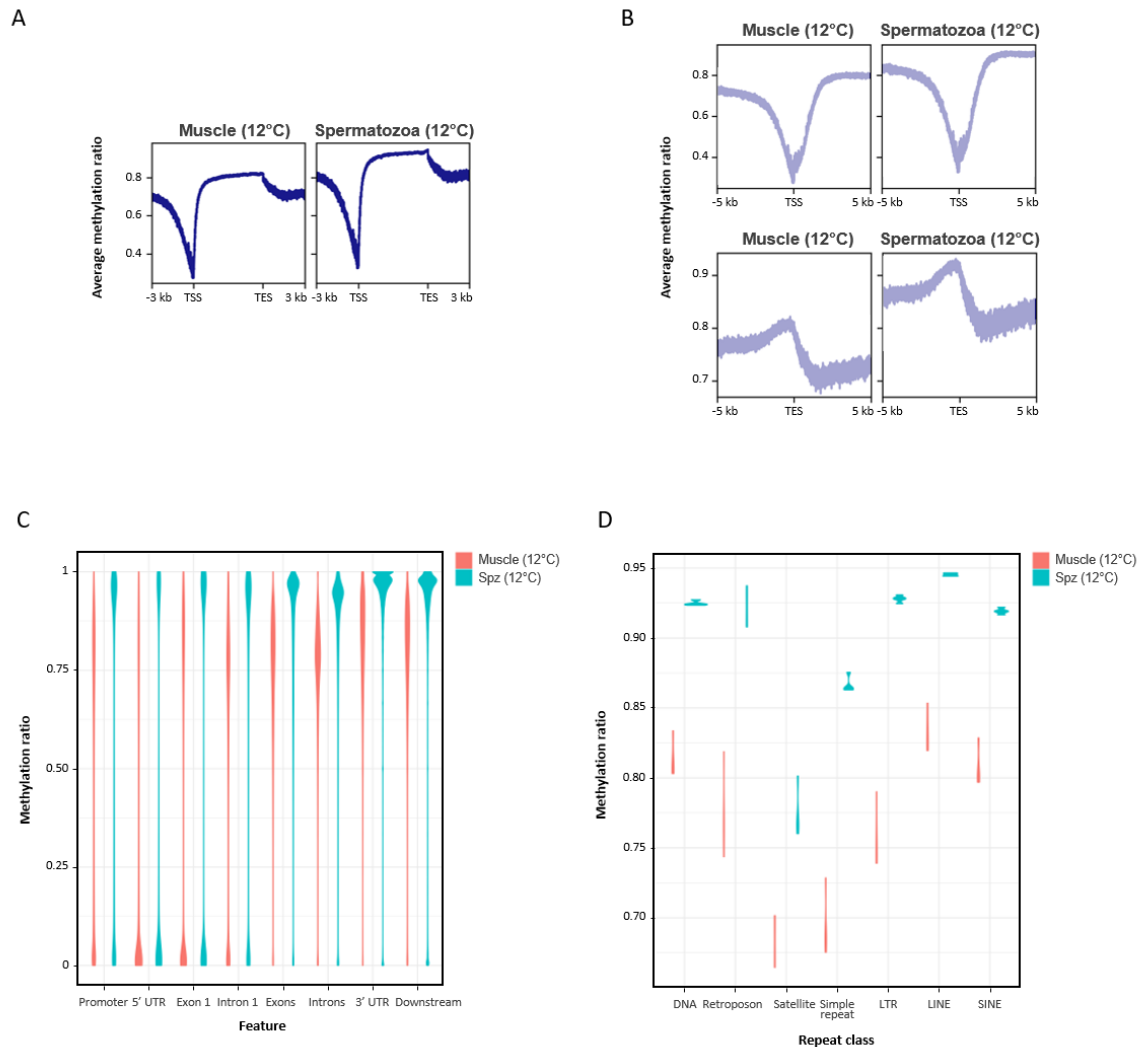 A
Muscle (12°C)
Spermatozoa (12°C)
Average methylation ratio
0.8
0.6
0.4
-3 kb
TSS
TES
3 kb
-3
TSS
TES
3 kb
B
Muscle (12°C)
Spermatozoa (12°C)
Average methylation ratio
0.8
0.6
0.4
-5 kb
TSS
5 kb
-5 kb
TSS
5 kb
Muscle (12°C)
Spermatozoa (12°C)
0.9
0.8
0.7
-5 kb
TES
5 kb
-5 kb
TES
5 kb
C
Muscle (12°C)
Spz (12°C)
Methylation ratio
1
0.75
0.50
0.25
0
Promoter
5′ UTR
Exon 1
Intron 1
Exons
Introns
3′ UTR
Downstream
Feature
D
Muscle (12°C)
Spz (12°C)
Methylation ratio
0.95
0.90
0.85
0.80
0.75
0.70
DNA
Retroposon
Satellite
Simple
repeat
LTR
LINE
SINE
Repeat class